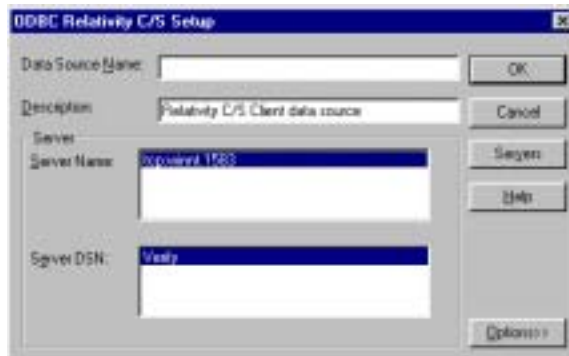 ODBC Relativity C/S Setup
Data Source Name:
OK
Description:
Relativity C/S Client data source
Cancel
Server
Servers
Server Name:
Help
Server DSN:
Verify
Options>>